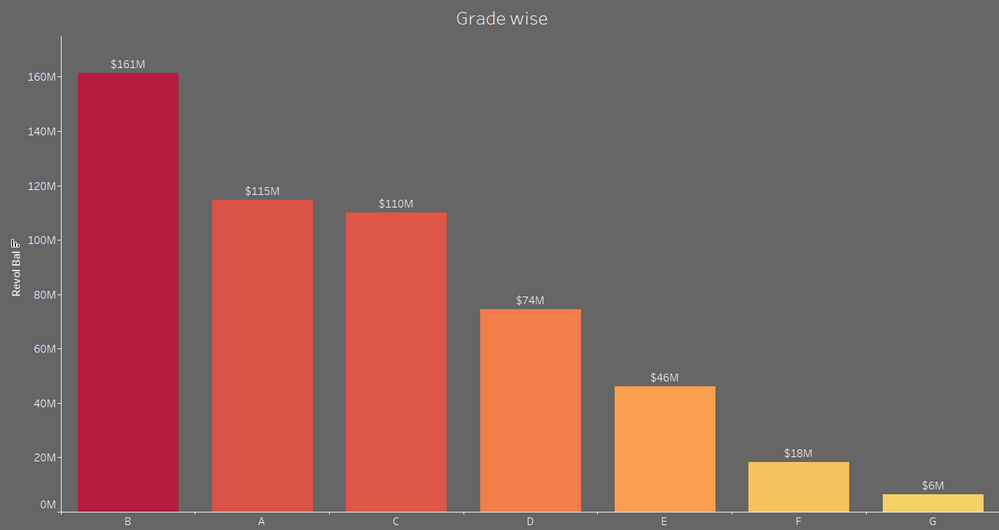 Grade wise
$161M
160M
140M
120M
100M
80M
60M
40M
20M
0M
Revol Bal
$115M
$110M
$74M
$46M
$18M
$6M
B
A
C
D
E
F
G